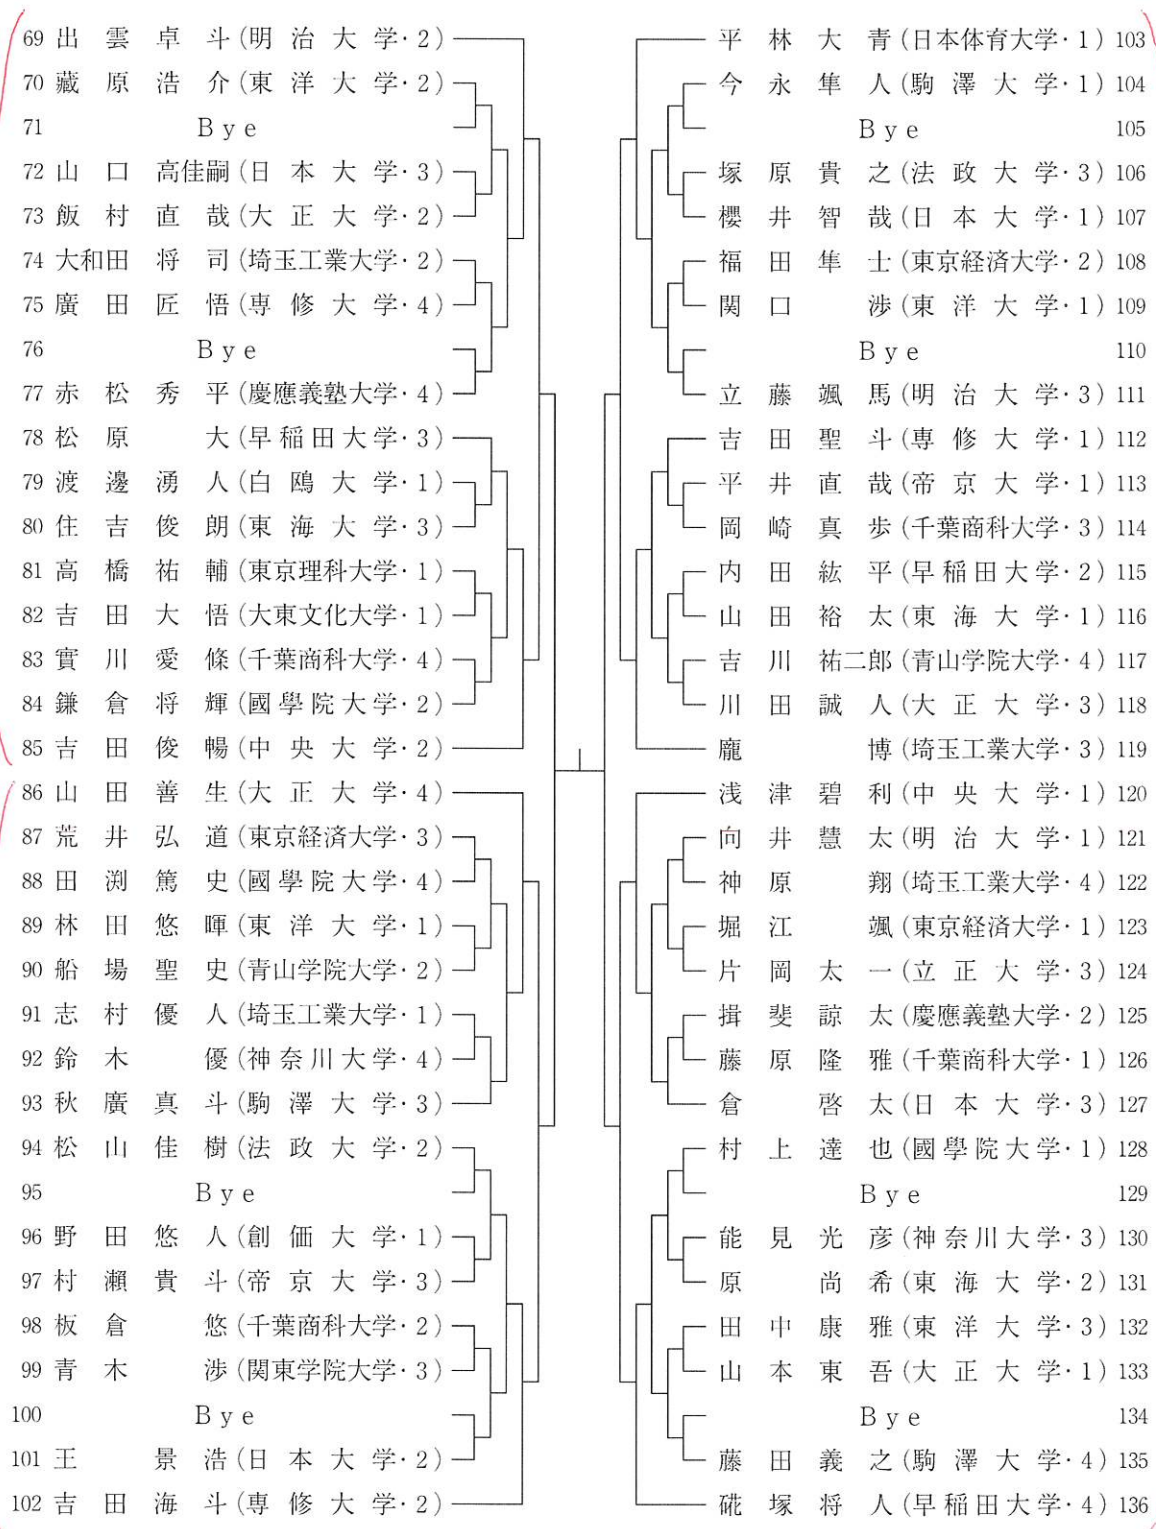 69 出雲卓斗(明治大学・2)
70 藏原浩介(東洋大学・2)
71 Bye
72 山口高佳嗣(日本大学・3)
73 飯村直哉(大正大学・2)
74 大和田将司(埼玉工業大学・2)
75 廣田匠悟(専修大学・4)
76 Bye
77 赤松秀平(慶應義塾大学・4)
78 松原大(早稲田大学・3)
79 渡邊湧人(白鷗大学・1)
80 住吉俊朗(東海大学・3)
81 高橋祐輔(東京理科大学・1)
82 吉田大悟(大東文化大学・1)
83 實川愛條(千葉商科大学・4)
84 鎌倉将輝(國學院大学・2)
85 吉田俊暢(中央大学・2)
86 山田善生(大正大学・4)
87 荒井弘道(東京経済大学・3)
88 田渕篤史(國學院大学・4)
89 林田悠暉(東洋大学・1)
90 船場聖史(青山学院大学・2)
91 志村優人(埼玉工業大学・1)
92 鈴木優(神奈川大学・4)
93 秋廣真斗(駒澤大学・3)
94 松山佳樹(法政大学・2)
95 Bye
96 野田悠人(創価大学・1)
97 村瀬貴斗(帝京大学・3)
98 板倉悠(千葉商科大学・2)
99 青木渉(関東学院大学・3)
100 Bye
101 王景浩(日本大学・2)
102 吉田海斗(専修大学・2)
平林大青(日本体育大学・1) 103
今永隼人(駒澤大学・1) 104
Bye 105
塚原貴之(法政大学・3) 106
櫻井智哉(日本大学・1) 107
福田隼士(東京経済大学・2) 108
関口渉(東洋大学・1) 109
Bye 110
立藤颯馬(明治大学・3) 111
吉田聖斗(専修大学・1) 112
平井直哉(帝京大学・1) 113
岡崎真歩(千葉商科大学・3) 114
内田紘平(早稲田大学・2) 115
山田裕太(東海大学・1) 116
吉川祐二郎(青山学院大学・4) 117
川田誠人(大正大学・3) 118
龐博(埼玉工業大学・3) 119
浅津碧利(中央大学・1) 120
向井慧太(明治大学・1) 121
神原翔(埼玉工業大学・4) 122
堀江颯(東京経済大学・1) 123
片岡太一(立正大学・3) 124
揖斐諒太(慶應義塾大学・2) 125
藤原隆雅(千葉商科大学・1) 126
倉啓太(日本大学・3) 127
村上達也(國學院大学・1) 128
Bye 129
能見光彦(神奈川大学・3) 130
原尚希(東海大学・2) 131
田中康雅(東洋大学・3) 132
山本東吾(大正大学・1) 133
Bye 134
藤田義之(駒澤大学・4) 135
硴塚将人(早稲田大学・4) 136